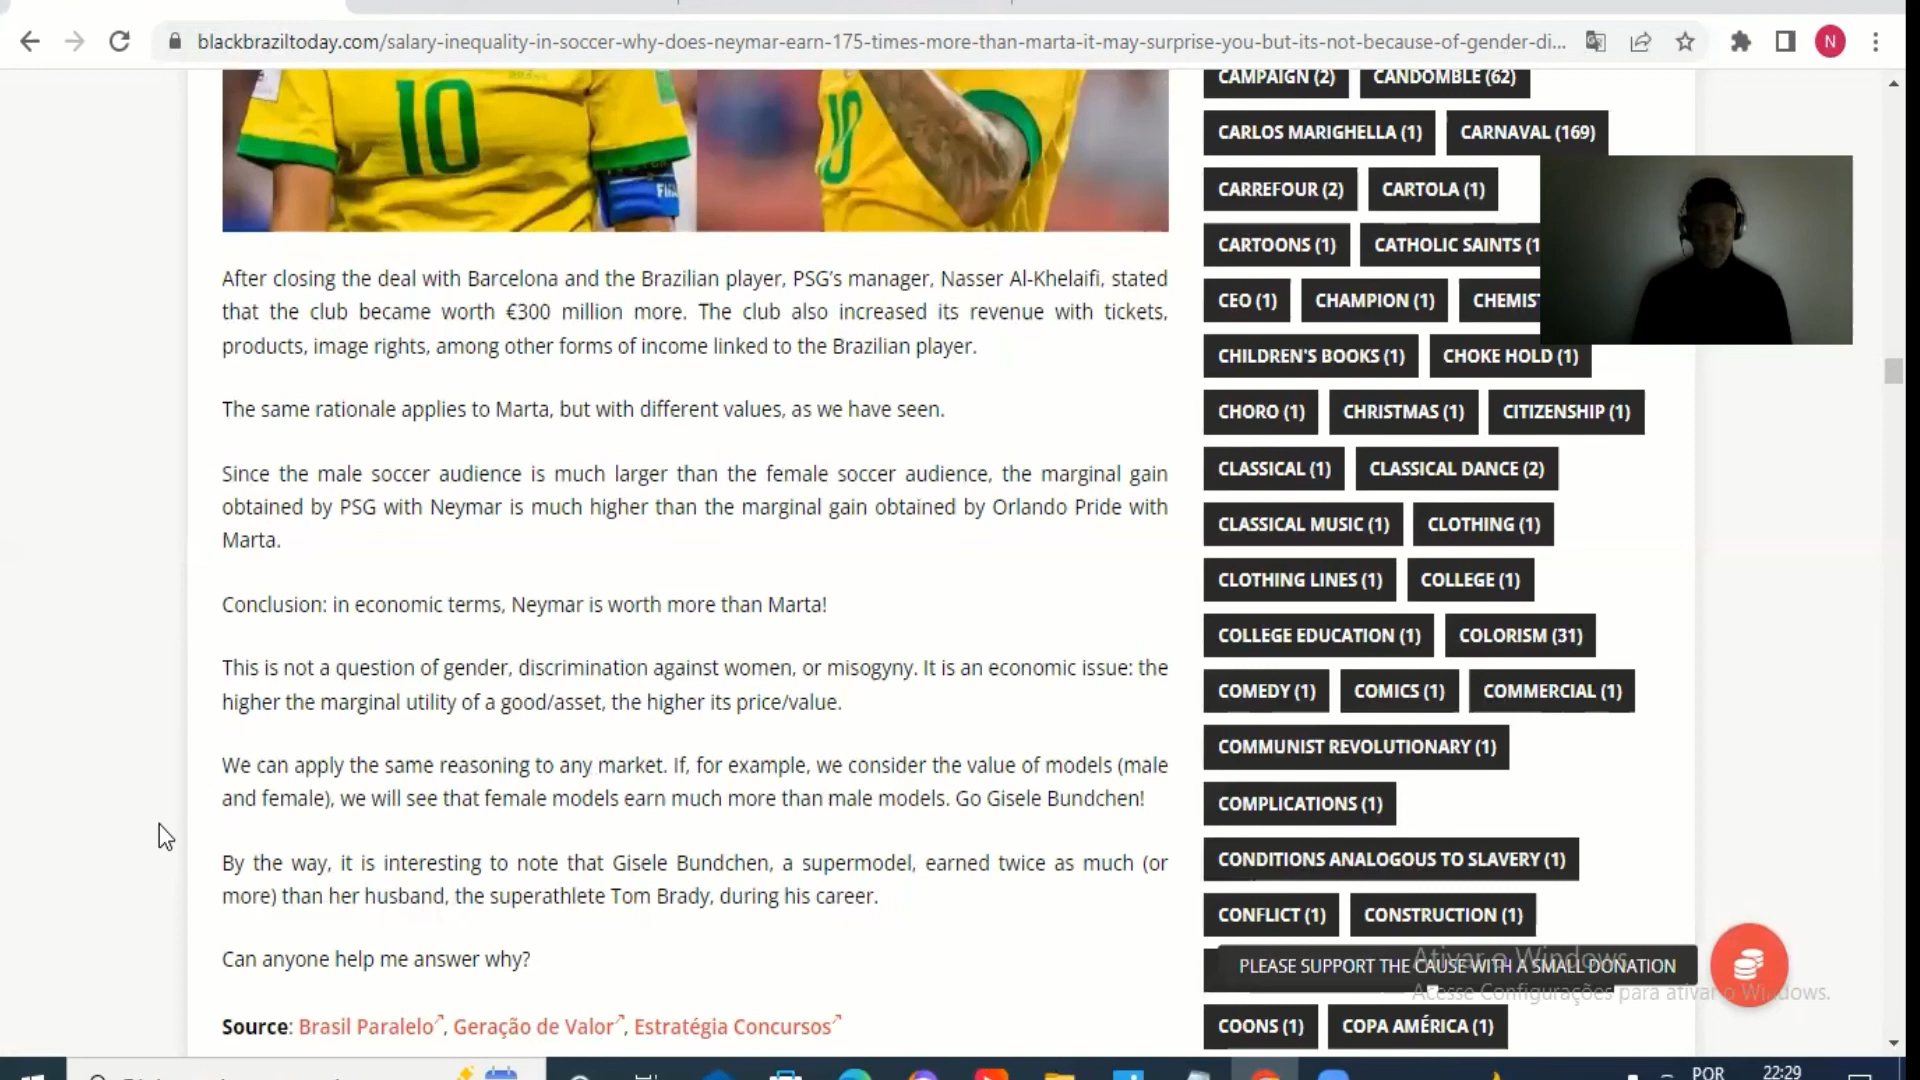 blackbraziltoday.com/salary-inequality-in-soccer-why-does-neymar-earn-175-times-more-than-marta-it-may-surprise-you-but-its-not-because-of-gender-di...
N
10
10
After closing the deal with Barcelona and the Brazilian player, PSG's manager, Nasser Al-Khelaifi, stated
that the club became worth €300 million more. The club also increased its revenue with tickets,
products, image rights, among other forms of income linked to the Brazilian player.
The same rationale applies to Marta, but with different values, as we have seen.
Since the male soccer audience is much larger than the female soccer audience, the marginal gain
obtained by PSG with Neymar is much higher than the marginal gain obtained by Orlando Pride with
Marta.
Conclusion: in economic terms, Neymar is worth more than Marta!
This is not a question of gender, discrimination against women, or misogyny. It is an economic issue: the
higher the marginal utility of a good/asset, the higher its price/value.
We can apply the same reasoning to any market. If, for example, we consider the value of models (male
and female), we will see that female models earn much more than male models. Go Gisele Bundchen!
By the way, it is interesting to note that Gisele Bundchen, a supermodel, earned twice as much (or
more) than her husband, the superathlete Tom Brady, during his career.
Can anyone help me answer why?
Source: Brasil Paralelo, Geração de Valor, Estratégia Concursos
CAMPAIGN (2) CANDOMBLE (62)
CARLOS MARIGHELLA (1) CARNAVAL (169)
CARREFOUR (2) CARTOLA (1)
CARTOONS (1) CATHOLIC SAINTS (1
CEO (1) CHAMPION (1) CHEMIST
CHILDREN'S BOOKS (1) CHOKE HOLD (1)
CHORO (1) CHRISTMAS (1) CITIZENSHIP (1)
CLASSICAL (1) CLASSICAL DANCE (2)
CLASSICAL MUSIC (1) CLOTHING (1)
CLOTHING LINES (1) COLLEGE (1)
COLLEGE EDUCATION (1) COLORISM (31)
COMEDY (1) COMICS (1) COMMERCIAL (1)
COMMUNIST REVOLUTIONARY (1)
COMPLICATIONS (1)
CONDITIONS ANALOGOUS TO SLAVERY (1)
CONFLICT (1) CONSTRUCTION (1)
PLEASE SUPPORT THE CAUSE WITH A SMALL DONATION
Ativar o Windows
Acesse Configurações para ativar o Windows.
COONS (1) COPA AMÉRICA (1)
POR
22:29